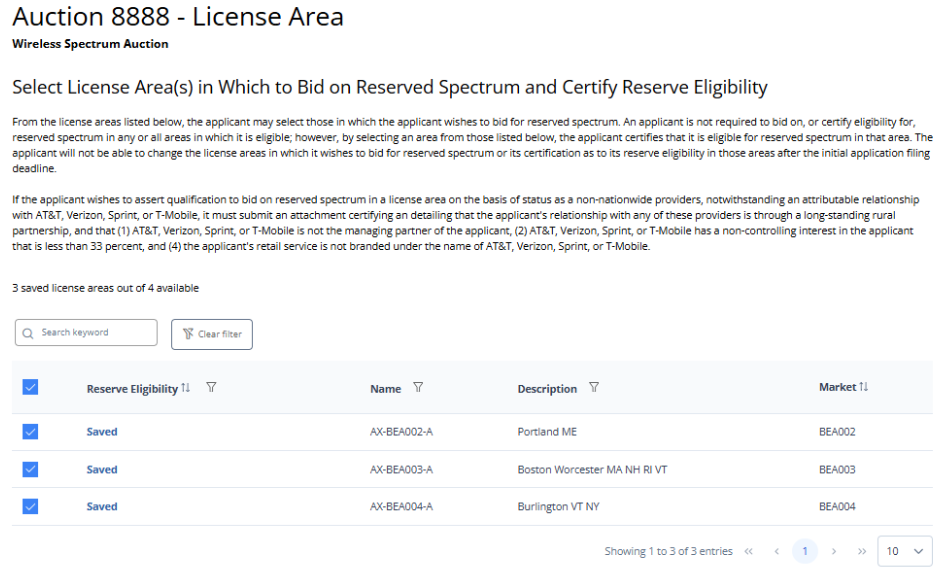 Auction 8888 - License Area
Wireless Spectrum Auction
Select License Area(s) in Which to Bid on Reserved Spectrum and Certify Reserve Eligibility
From the license areas listed below, the applicant may select those in which the applicant wishes to bid for reserved spectrum. An applicant is not required to bid on, or certify eligibility for,
reserved spectrum in any or all areas in which it is eligible; however, by selecting an area from those listed below, the applicant certifies that it is eligible for reserved spectrum in that area. The
applicant will not be able to change the license areas in which it wishes to bid for reserved spectrum or its certification as to its reserve eligibility in those areas after the initial application filing
deadline.
If the applicant wishes to assert qualification to bid on reserved spectrum in a license area on the basis of status as a non-nationwide providers, notwithstanding an attributable relationship
with AT&T, Verizon, Sprint, or T-Mobile, it must submit an attachment certifying an detailing that the applicant's relationship with any of these providers is through a long-standing rural
partnership, and that (1) AT&T, Verizon, Sprint, or T-Mobile is not the managing partner of the applicant, (2) AT&T, Verizon, Sprint, or T-Mobile has a non-controlling interest in the applicant
that is less than 33 percent, and (4) the applicant's retail service is not branded under the name of AT&T, Verizon, Sprint, or T-Mobile.
3 saved license areas out of 4 available
Search keyword Clear filter
Reserve Eligibility Name Description Market
Saved AX-BEA002-A Portland ME BEA002
Saved AX-BEA003-A Boston Worcester MA NH RI VT BEA003
Saved AX-BEA004-A Burlington VT NY BEA004
Showing 1 to 3 of 3 entries « ‹ 1 › » 10